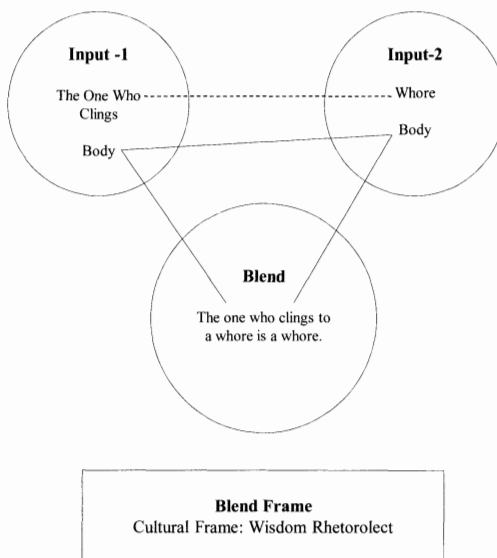 Input -1
The One Who
Clings
Body
Input-2
Whore
Body
Blend
The one who clings to
a whore is a whore.
Blend Frame
Cultural Frame: Wisdom Rhetorolect